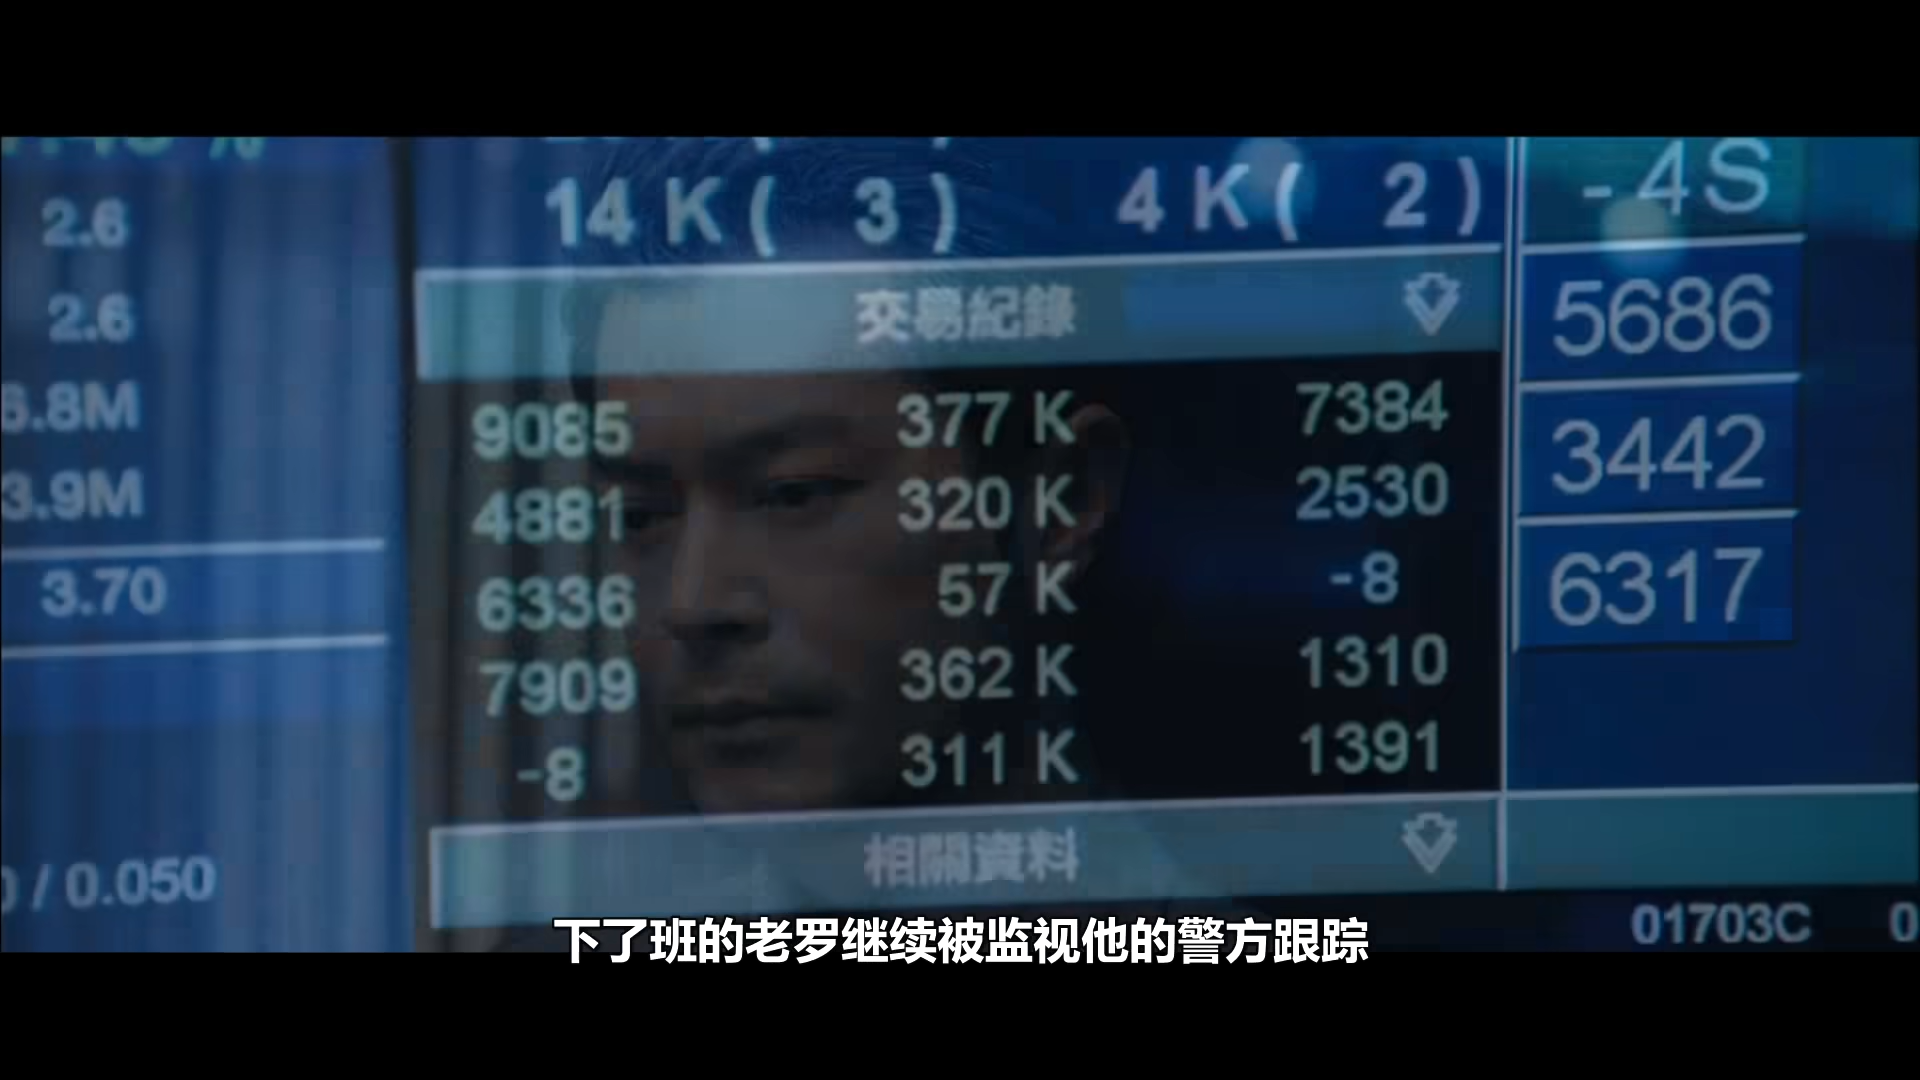 2.6
14 K ( 3 ) 4 K ( 2 ) -4S
2.6
交易紀錄
5686
6.8M
9085 377 K 7384
3442
3.9M
4881 320 K 2530
3.70
6336 57 K -8
6317
7909 362 K 1310
-8 311 K 1391
相關資料
/ 0.050
01703C
下了班的老罗继续被监视他的警方跟踪